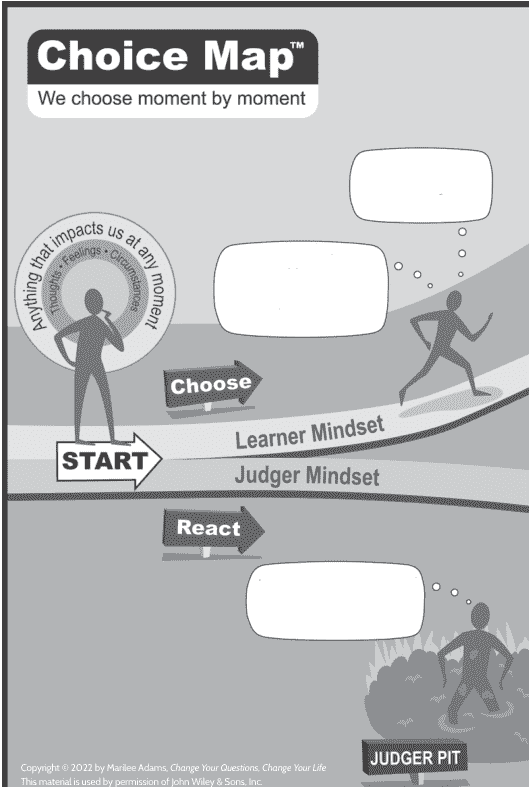 Choice Map™
We choose moment by moment
Anything that impacts us at any moment
Thoughts • Feelings • Circumstances
Choose
START
Learner Mindset
Judger Mindset
React
JUDGER PIT
Copyright © 2022 by Marilee Adams, Change Your Questions, Change Your Life
This material is used by permission of John Wiley & Sons, Inc.